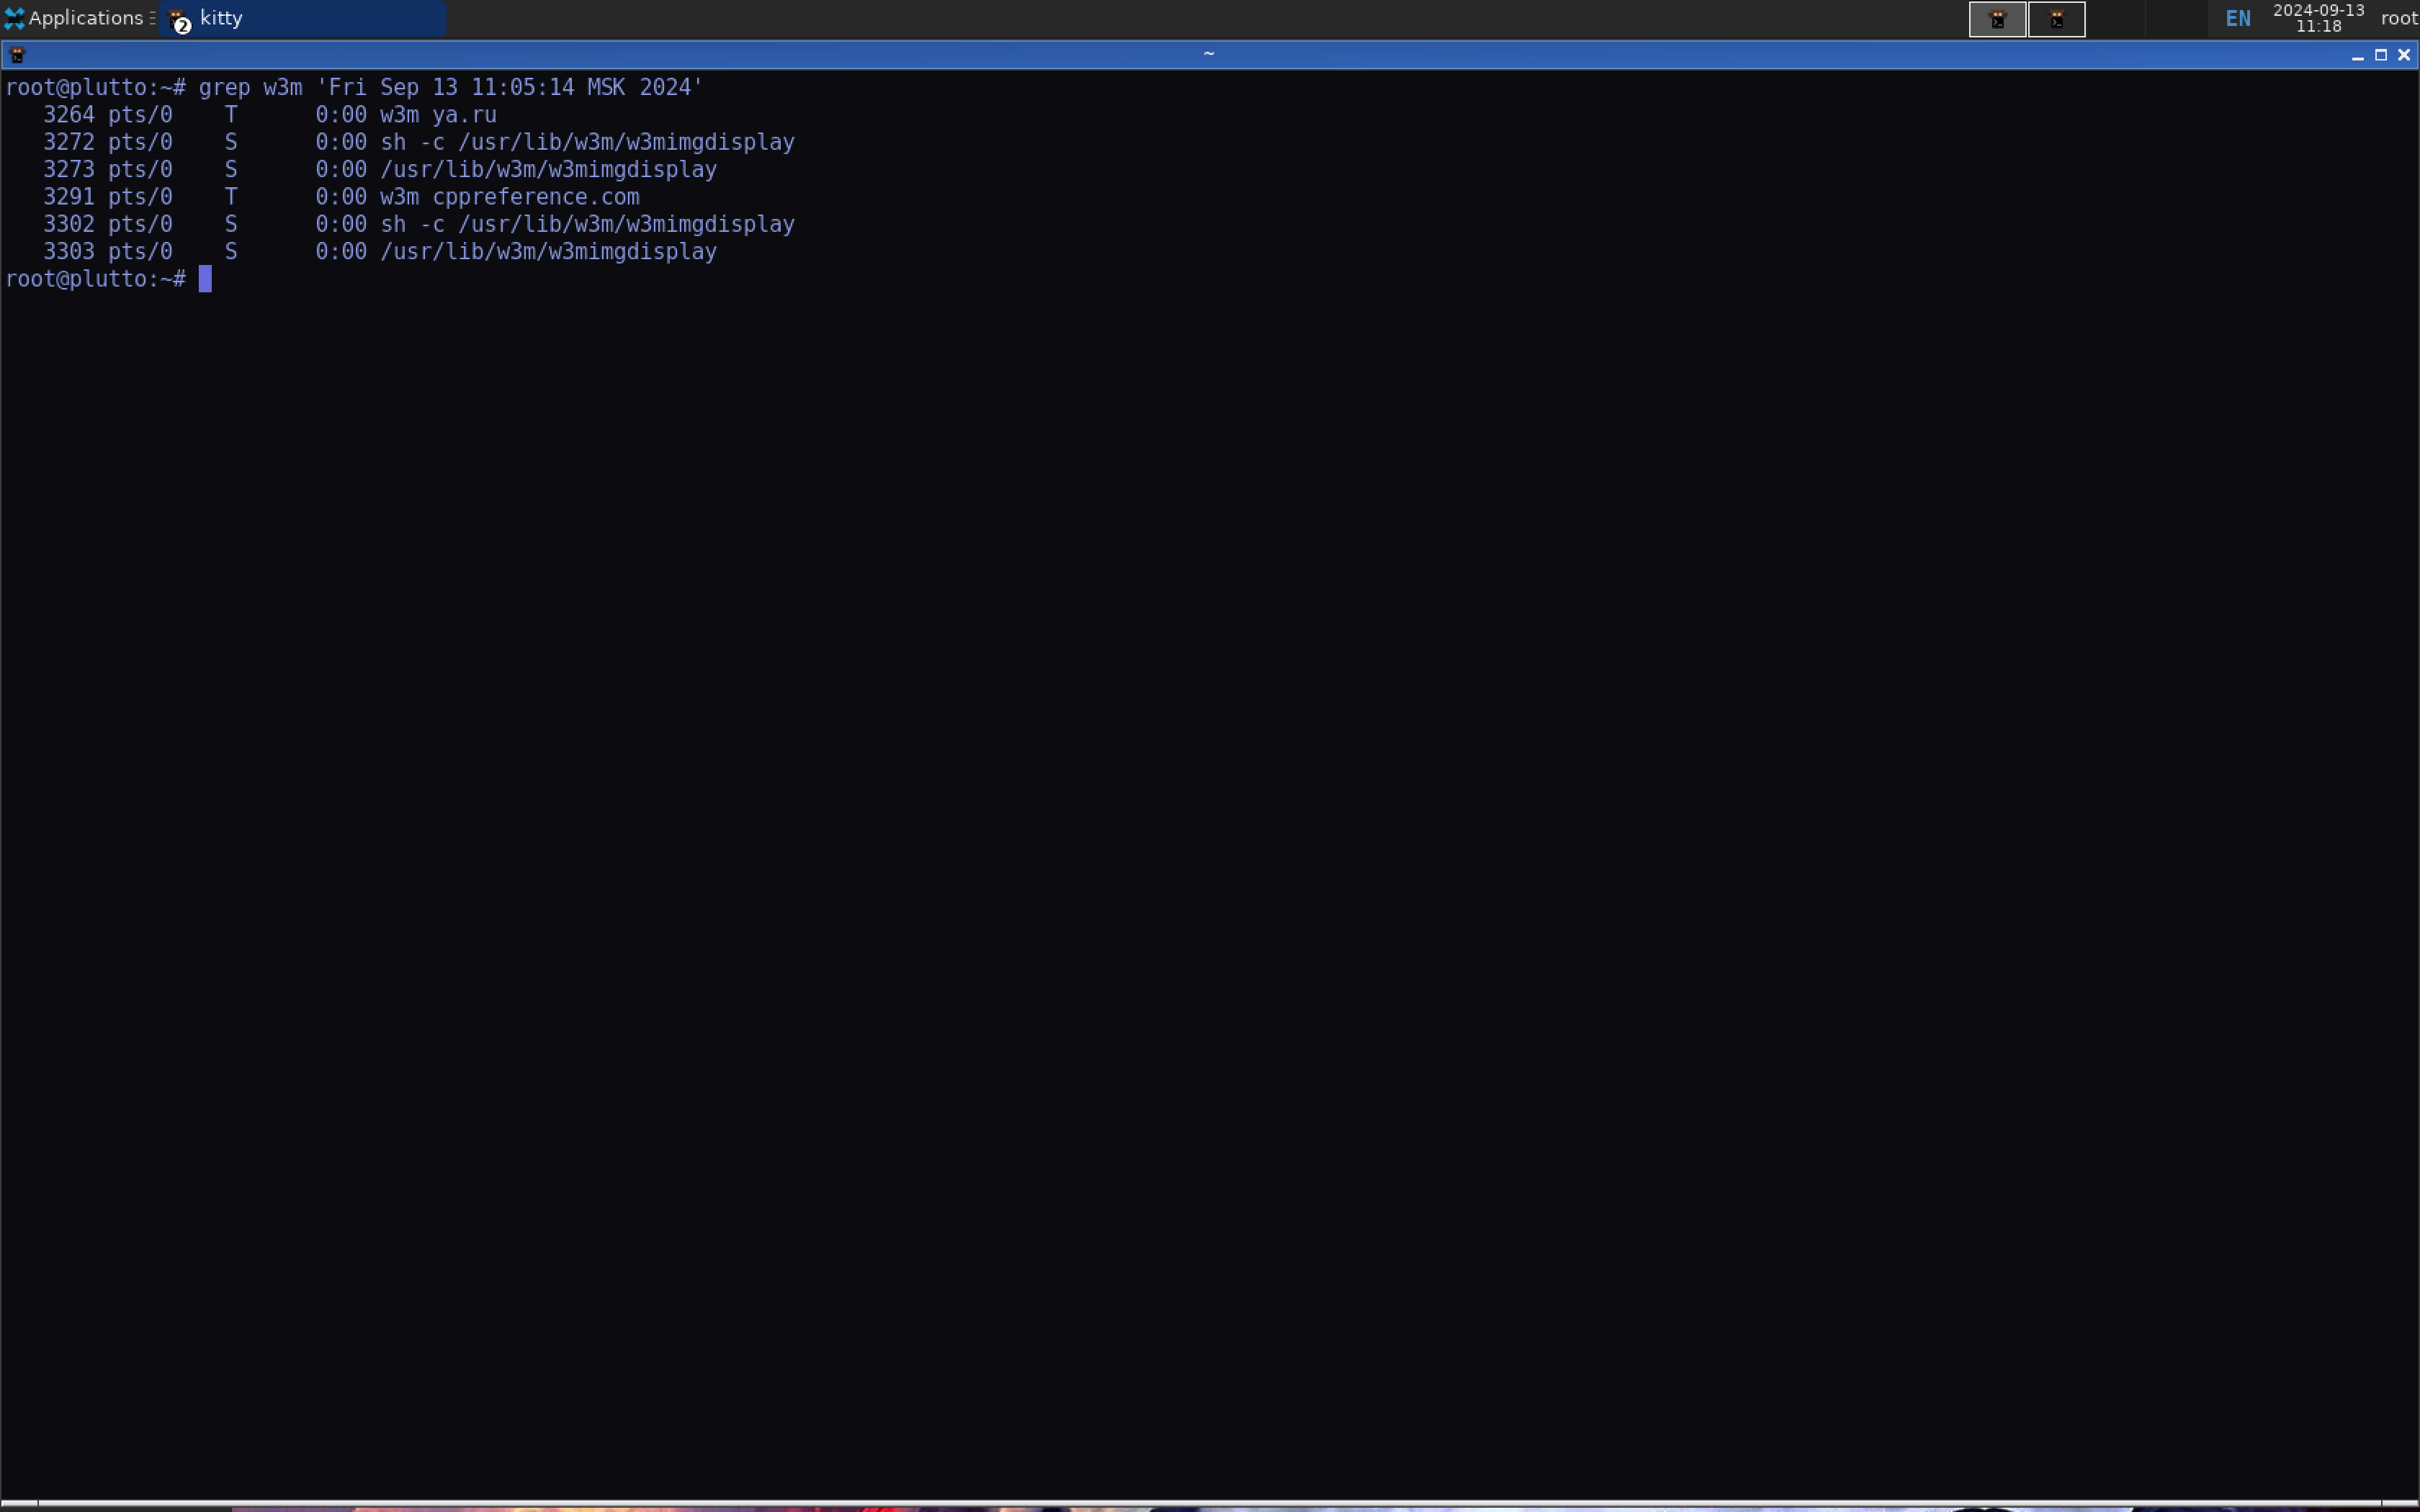 Applications
2 kitty
EN
2024-09-13
11:18
root
~
root@plutto:~# grep w3m 'Fri Sep 13 11:05:14 MSK 2024'
   3264 pts/0    T      0:00 w3m ya.ru
   3272 pts/0    S      0:00 sh -c /usr/lib/w3m/w3mimgdisplay
   3273 pts/0    S      0:00 /usr/lib/w3m/w3mimgdisplay
   3291 pts/0    T      0:00 w3m cppreference.com
   3302 pts/0    S      0:00 sh -c /usr/lib/w3m/w3mimgdisplay
   3303 pts/0    S      0:00 /usr/lib/w3m/w3mimgdisplay
root@plutto:~#